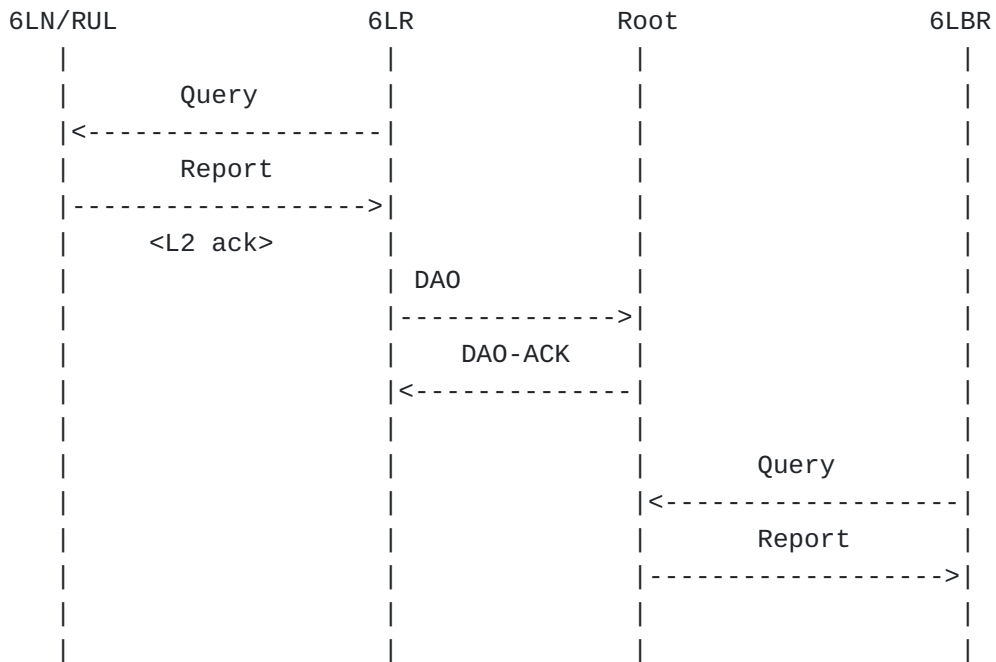 6LN/RUL 6LR Root 6LBR
Query
Report
<L2 ack>
DAO
DAO-ACK
Query
Report